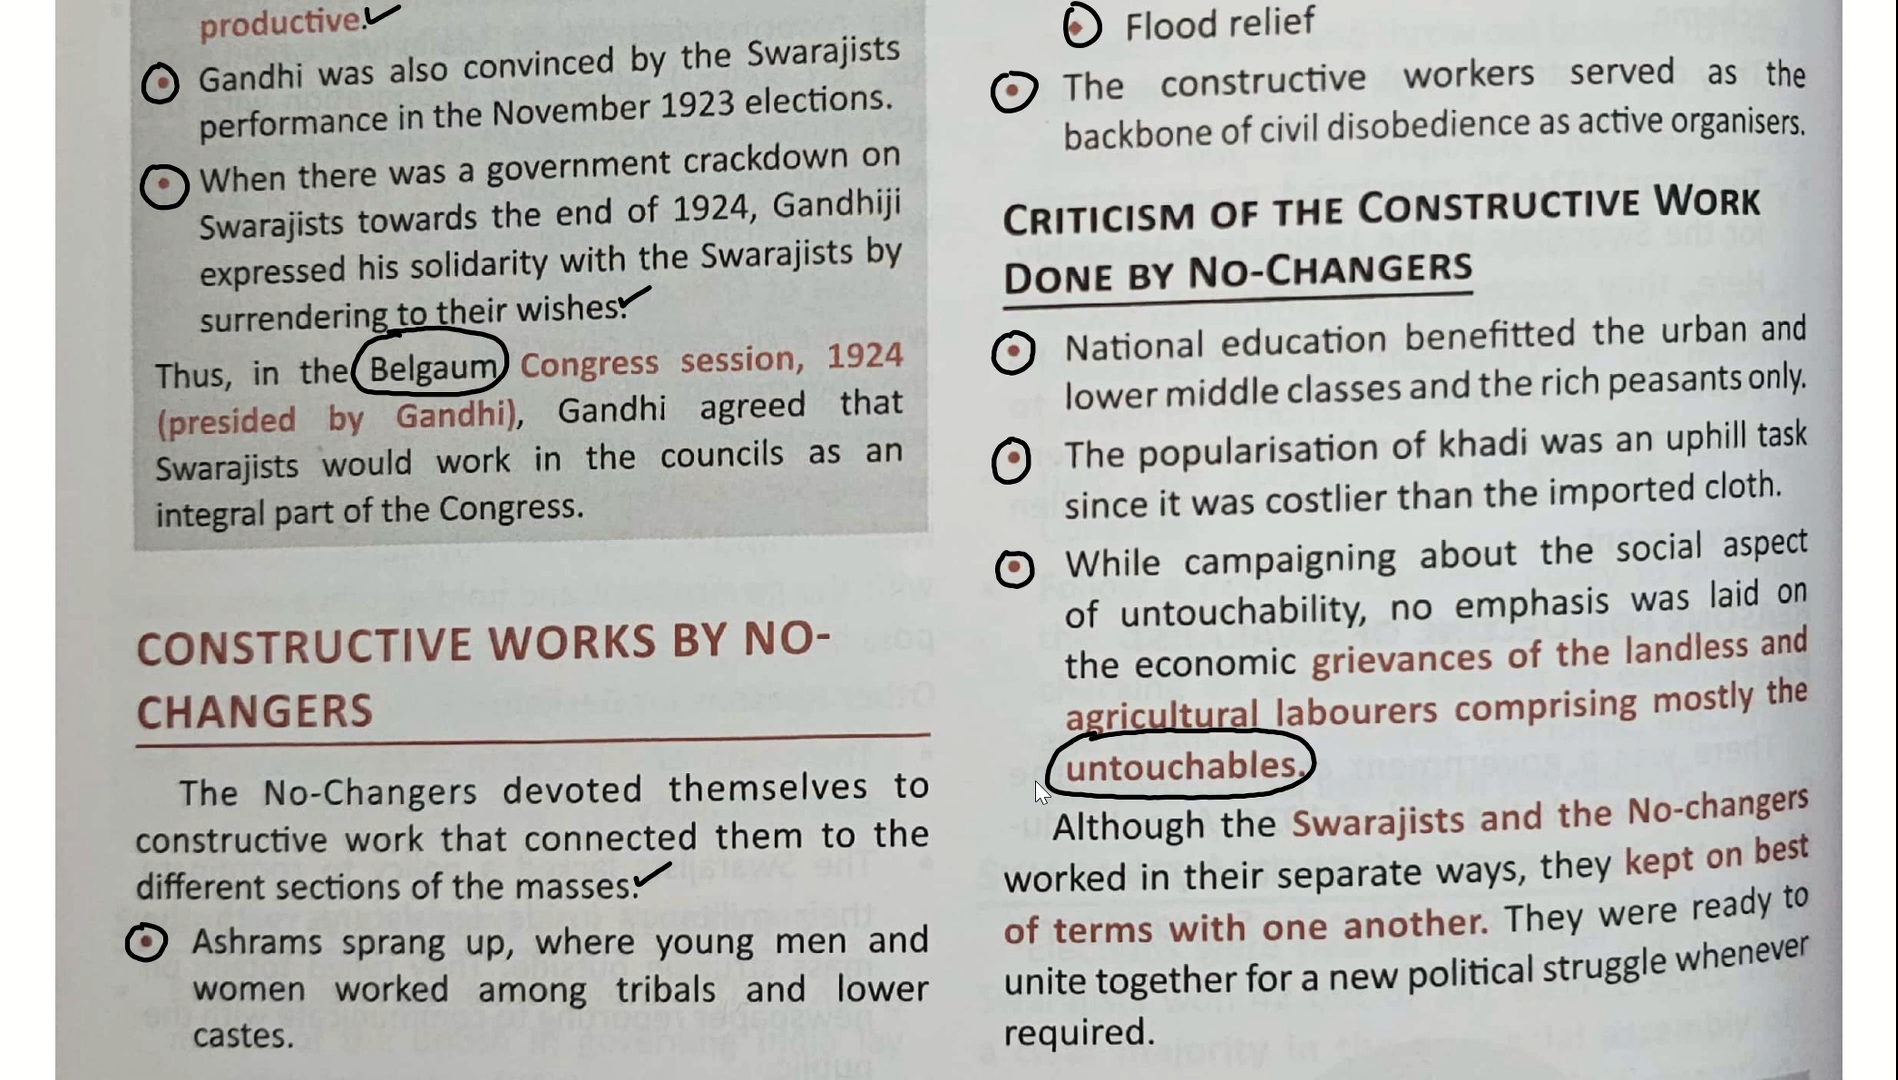 productive.
Gandhi was also convinced by the Swarajists
performance in the November 1923 elections.
When there was a government crackdown on
Swarajists towards the end of 1924, Gandhiji
expressed his solidarity with the Swarajists by
surrendering to their wishes.
Thus, in the Belgaum Congress session, 1924
(presided by Gandhi), Gandhi agreed that
Swarajists would work in the councils as an
integral part of the Congress.
CONSTRUCTIVE WORKS BY NO-
CHANGERS
The No-Changers devoted themselves to
constructive work that connected them to the
different sections of the masses.
Ashrams sprang up, where young men and
women worked among tribals and lower
castes.
Flood relief
The constructive workers served as the
backbone of civil disobedience as active organisers.
CRITICISM OF THE CONSTRUCTIVE WORK
DONE BY NO-CHANGERS
National education benefitted the urban and
lower middle classes and the rich peasants only.
The popularisation of khadi was an uphill task
since it was costlier than the imported cloth.
While campaigning about the social aspect
of untouchability, no emphasis was laid on
the economic grievances of the landless and
agricultural labourers comprising mostly the
untouchables.
Although the Swarajists and the No-changers
worked in their separate ways, they kept on best
of terms with one another. They were ready to
unite together for a new political struggle whenever
required.